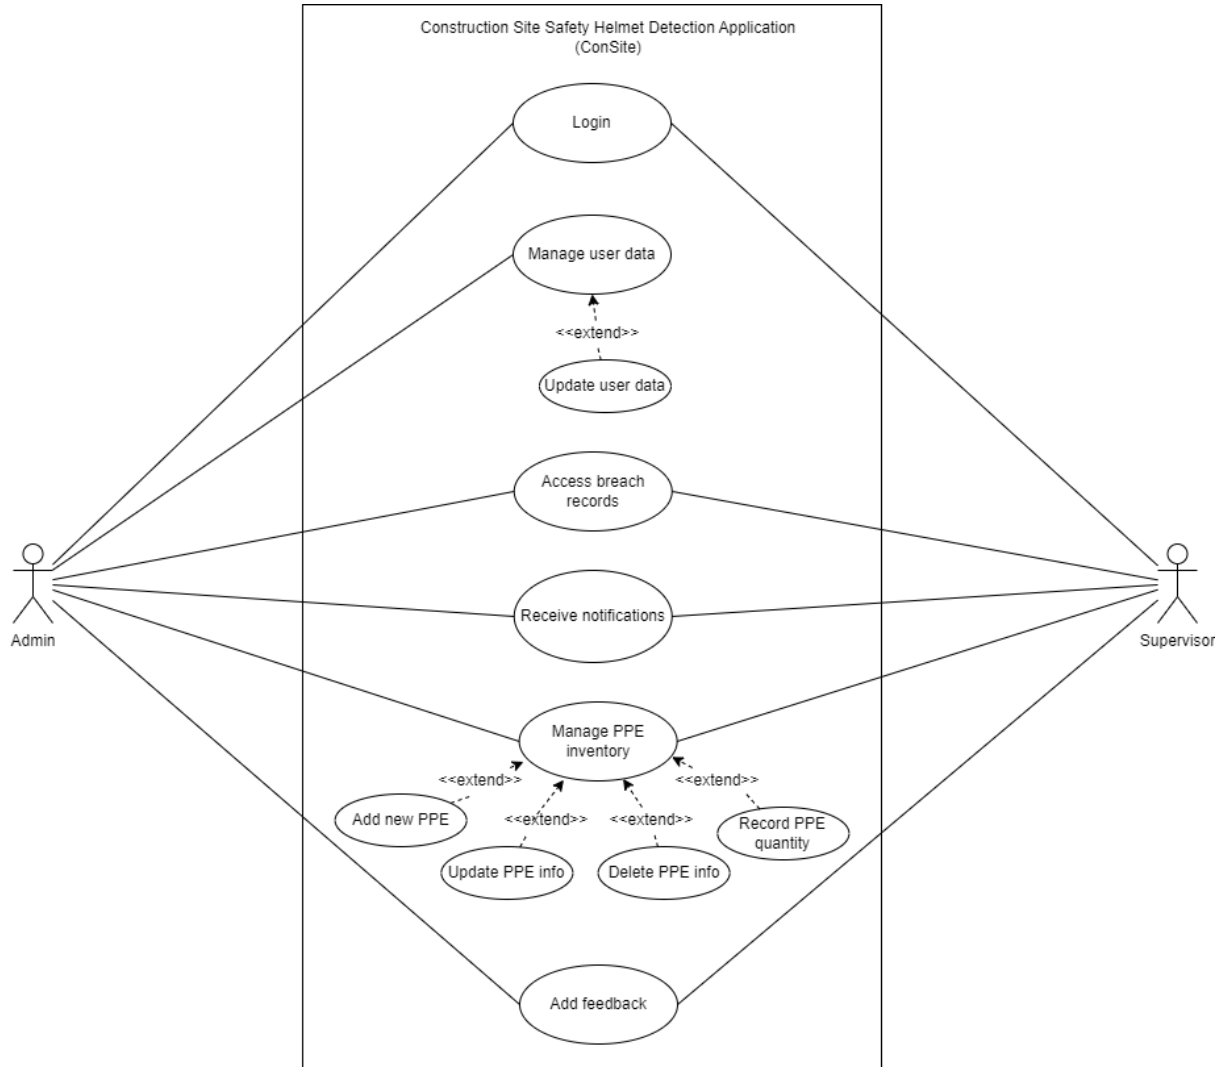 Construction Site Safety Helmet Detection Application
(ConSite)
Login
Manage user data
<<extend>>
Update user data
Access breach
records
Admin
Supervisor
Receive notifications
Manage PPE
inventory
<<extend>>
<<extend>>
Add new PPE
<<extend>>
<<extend>>
Record PPE
quantity
Update PPE info
Delete PPE info
Add feedback